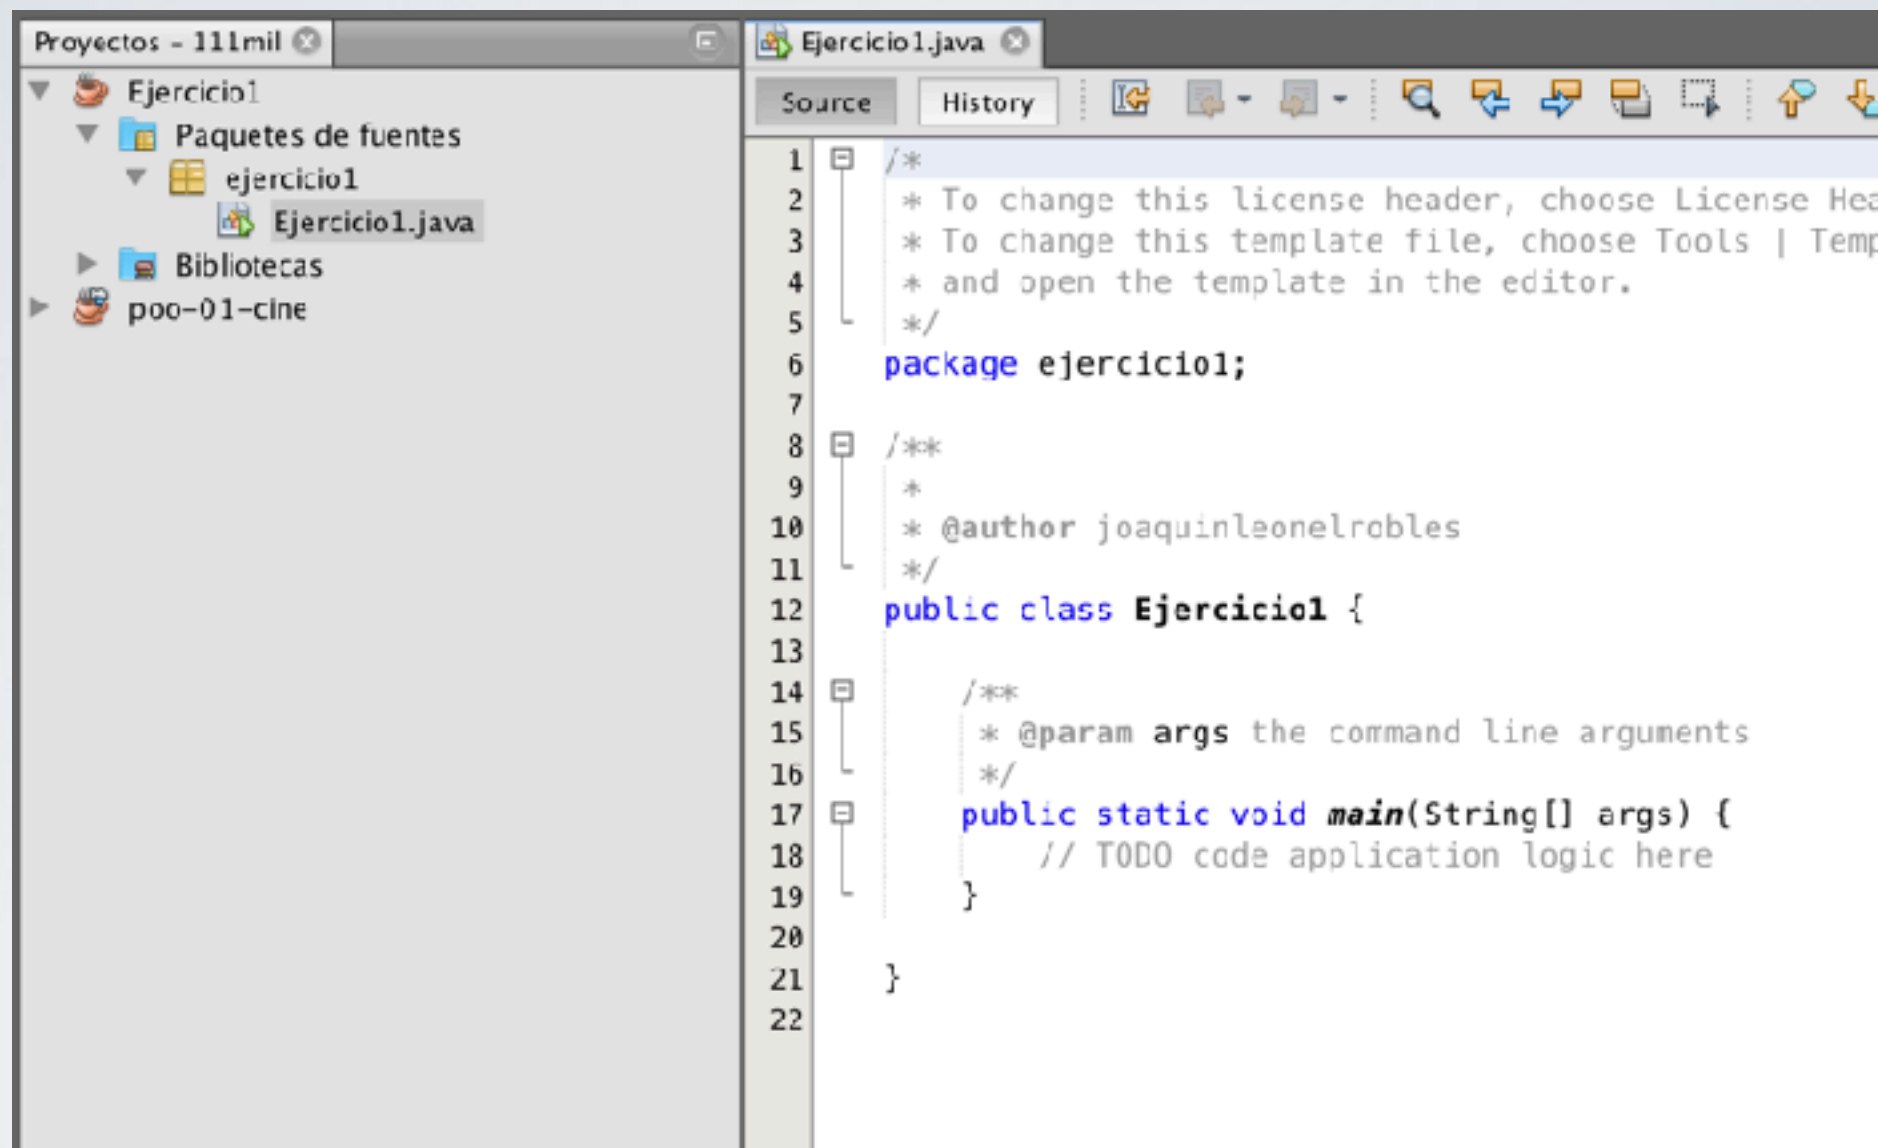 Proyectos - 111mil
Ejercicio1
Paquetes de fuentes
ejercicio1
Ejercicio1.java
Bibliotecas
poo-01-cine
Ejercicio1.java
Source History
1 /*
2 * To change this license header, choose License Hea
3 * To change this template file, choose Tools | Temp
4 * and open the template in the editor.
5 */
6 package ejercicio1;
7
8 /**
9 *
10 * @author joaquinleonelrobles
11 */
12 public class Ejercicio1 {
13
14 /**
15 * @param args the command line arguments
16 */
17 public static void main(String[] args) {
18 // TODO code application logic here
19 }
20
21 }
22